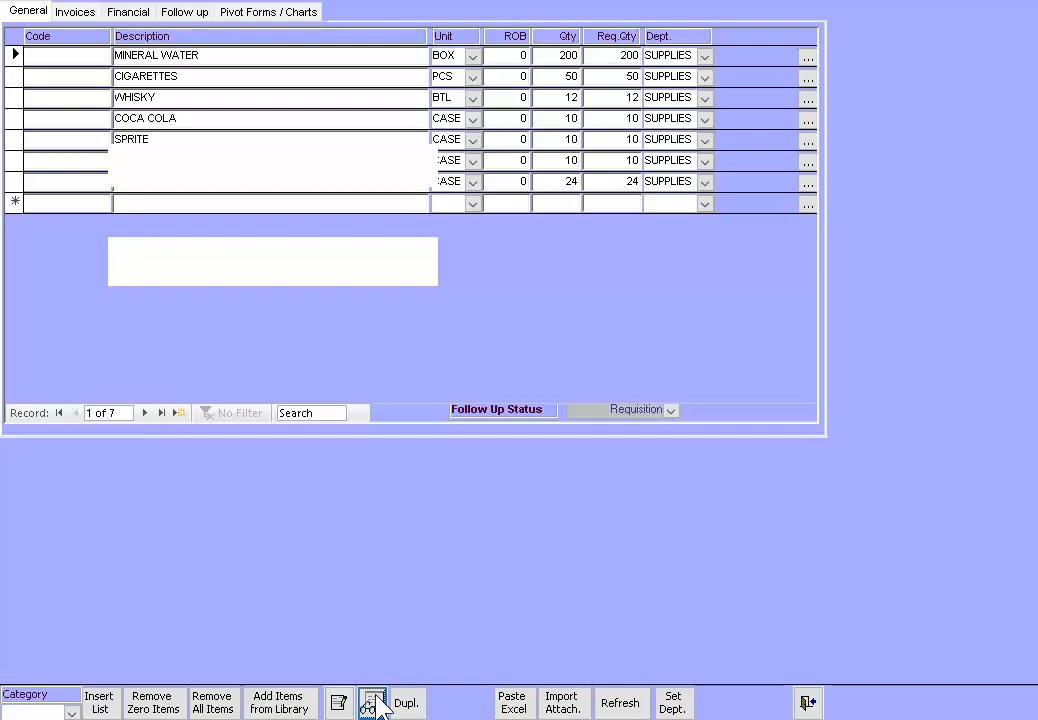 General Invoices Financial Follow up Pivot Forms / Charts
Code Description Unit ROB Qty Req.Qty Dept.
MINERAL WATER BOX 0 200 200 SUPPLIES ...
CIGARETTES PCS 0 50 50 SUPPLIES ...
WHISKY BTL 0 12 12 SUPPLIES ...
COCA COLA CASE 0 10 10 SUPPLIES ...
SPRITE CASE 0 10 10 SUPPLIES ...
CASE 0 10 10 SUPPLIES ...
CASE 0 24 24 SUPPLIES ...
* ...
Record: 1 of 7 No Filter Search Follow Up Status Requisition
Category
Insert List
Remove Zero Items
Remove All Items
Add Items from Library
Dupl.
Paste Excel
Import Attach.
Refresh
Set Dept.